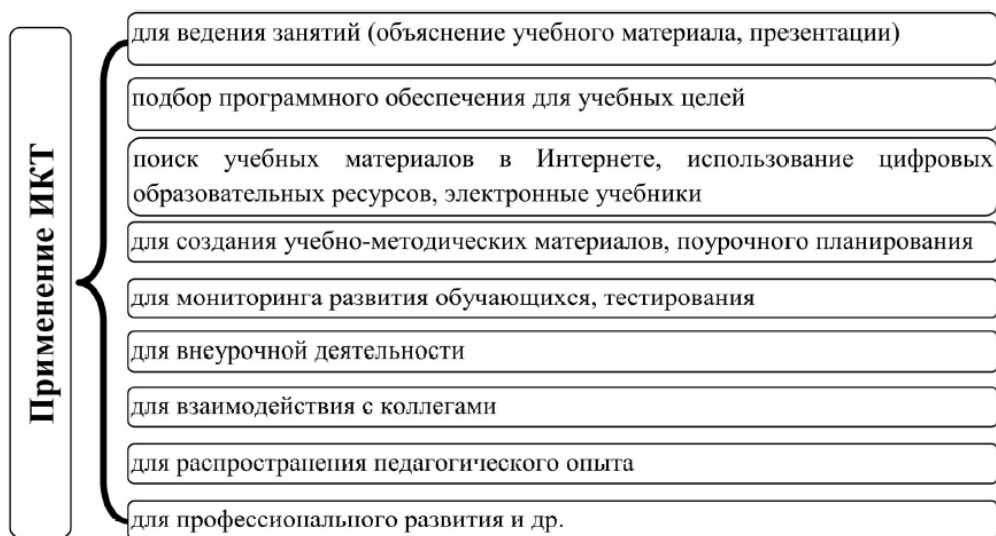 Применение ИКТ
для ведения занятий (объяснение учебного материала, презентации)
подбор программного обеспечения для учебных целей
поиск учебных материалов в Интернете, использование цифровых
образовательных ресурсов, электронные учебники
для создания учебно-методических материалов, поурочного планирования
для мониторинга развития обучающихся, тестирования
для внеурочной деятельности
для взаимодействия с коллегами
для распространения педагогического опыта
для профессионального развития и др.